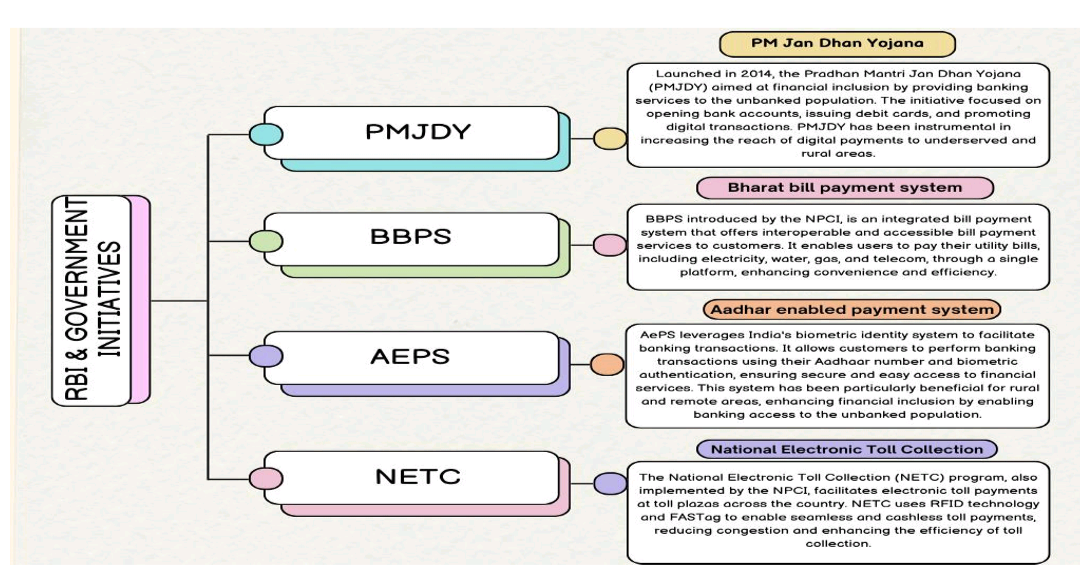 RBI & GOVERNMENT
INITIATIVES
PMJDY
PM Jan Dhan Yojana
Launched in 2014, the Pradhan Mantri Jan Dhan Yojana
(PMJDY) aimed at financial inclusion by providing banking
services to the unbanked population. The initiative focused on
opening bank accounts, issuing debit cards, and promoting
digital transactions. PMJDY has been instrumental in
increasing the reach of digital payments to underserved and
rural areas.
BBPS
Bharat bill payment system
BBPS introduced by the NPCI, is an integrated bill payment
system that offers interoperable and accessible bill payment
services to customers. It enables users to pay their utility bills,
including electricity, water, gas, and telecom, through a single
platform, enhancing convenience and efficiency.
AEPS
Aadhar enabled payment system
AePS leverages India's biometric identity system to facilitate
banking transactions. It allows customers to perform banking
transactions using their Aadhaar number and biometric
authentication, ensuring secure and easy access to financial
services. This system has been particularly beneficial for rural
and remote areas, enhancing financial inclusion by enabling
banking access to the unbanked population.
NETC
National Electronic Toll Collection
The National Electronic Toll Collection (NETC) program, also
implemented by the NPCI, facilitates electronic toll payments
at toll plazas across the country. NETC uses RFID technology
and FASTag to enable seamless and cashless toll payments,
reducing congestion and enhancing the efficiency of toll
collection.